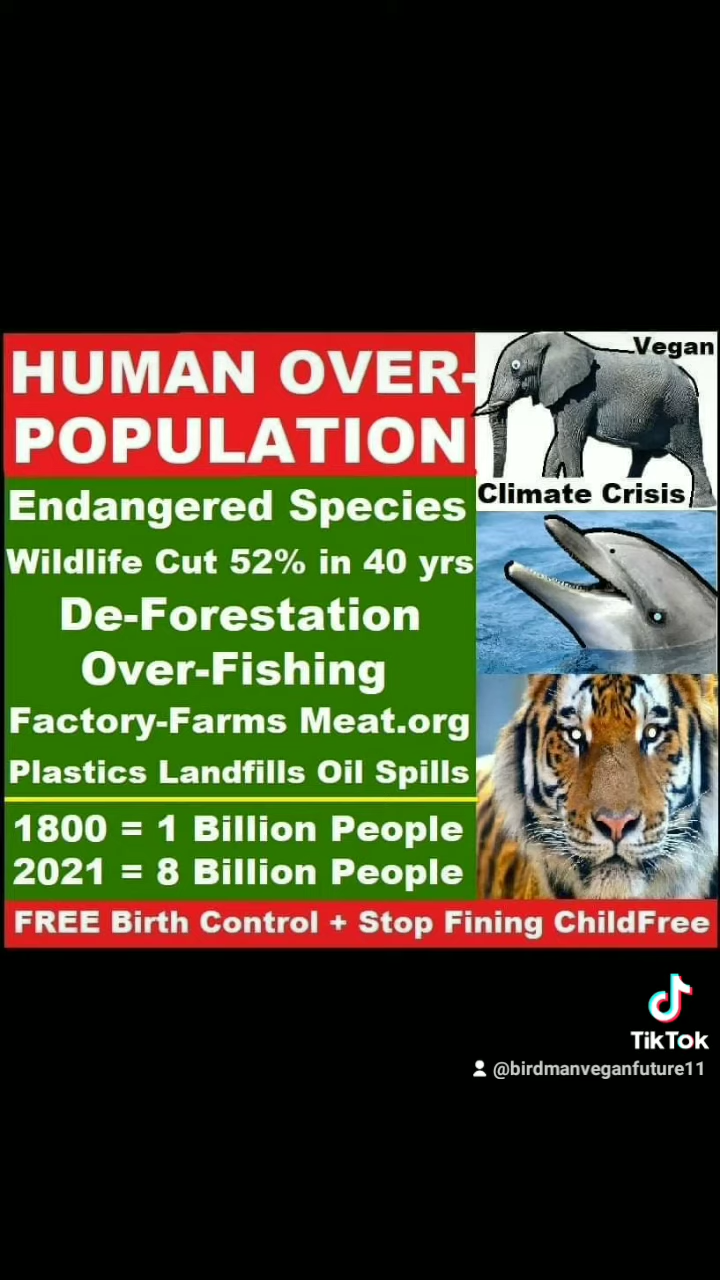 HUMAN OVER-
POPULATION
Endangered Species
Wildlife Cut 52% in 40 yrs
De-Forestation
Over-Fishing
Factory-Farms Meat.org
Plastics Landfills Oil Spills
1800 = 1 Billion People
2021 = 8 Billion People
Vegan
Climate Crisis
FREE Birth Control + Stop Fining ChildFree
TikTok
@birdmanveganfuture11